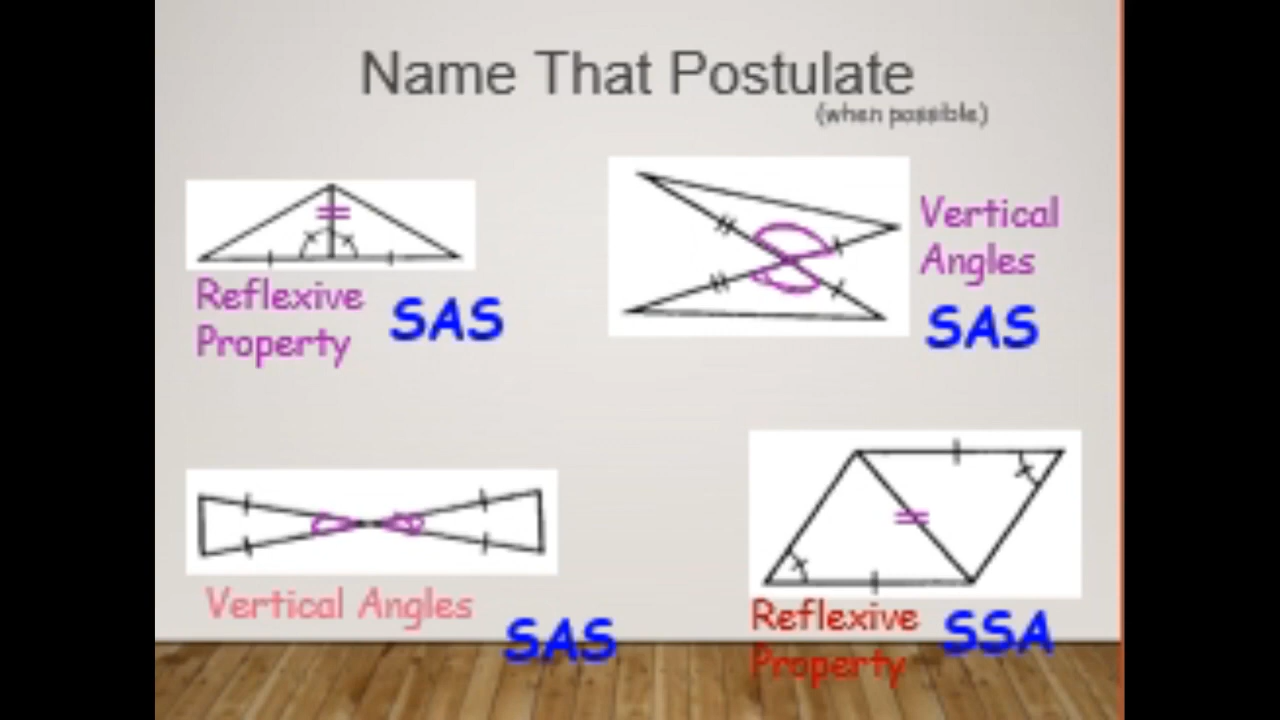 Name That Postulate
(when possible)
Reflexive
Property
SAS
Vertical
Angles
SAS
Vertical Angles
SAS
Reflexive
Property
SSA